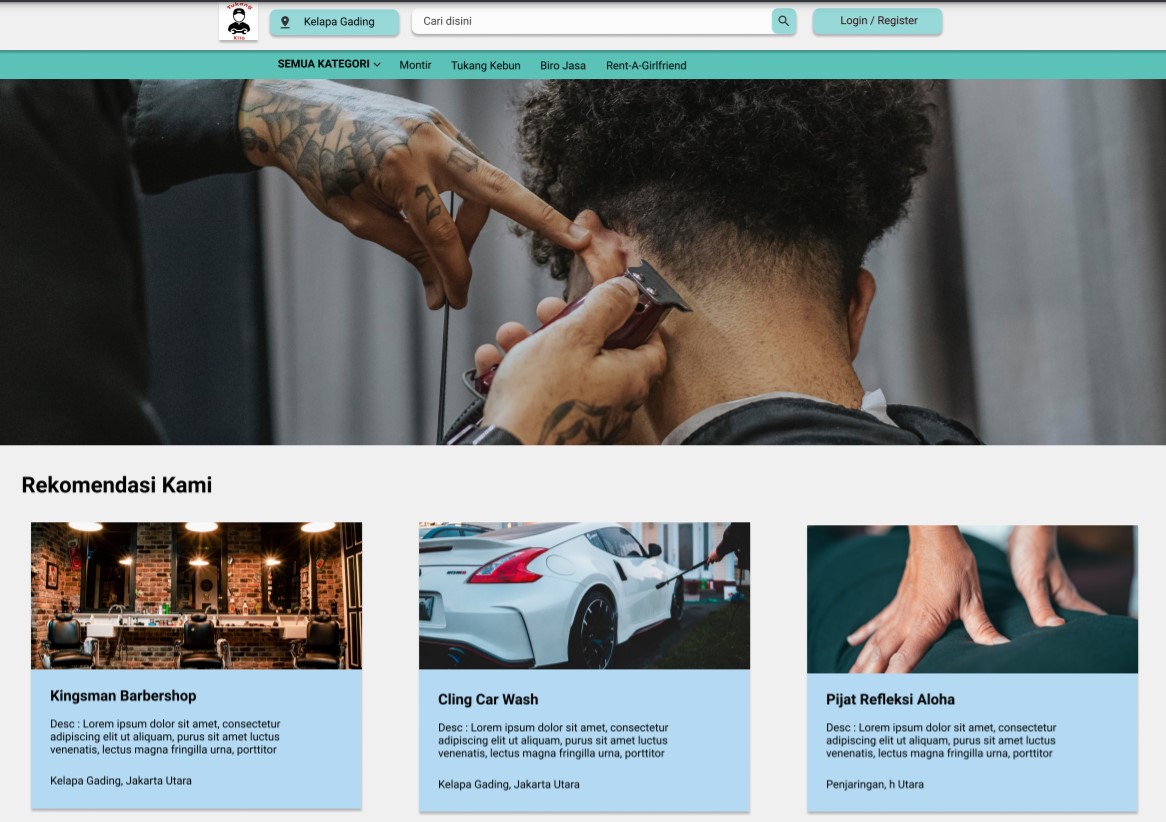 Tukang
Kita
Kelapa Gading
Cari disini
Login / Register
SEMUA KATEGORI
Montir
Tukang Kebun
Biro Jasa
Rent-A-Girlfriend
Rekomendasi Kami
Kingsman Barbershop
Desc : Lorem ipsum dolor sit amet, consectetur
adipiscing elit ut aliquam, purus sit amet luctus
venenatis, lectus magna fringilla urna, porttitor
Kelapa Gading, Jakarta Utara
Cling Car Wash
Desc : Lorem ipsum dolor sit amet, consectetur
adipiscing elit ut aliquam, purus sit amet luctus
venenatis, lectus magna fringilla urna, porttitor
Kelapa Gading, Jakarta Utara
Pijat Refleksi Aloha
Desc : Lorem ipsum dolor sit amet, consectetur
adipiscing elit ut aliquam, purus sit amet luctus
venenatis, lectus magna fringilla urna, porttitor
Penjaringan, h Utara